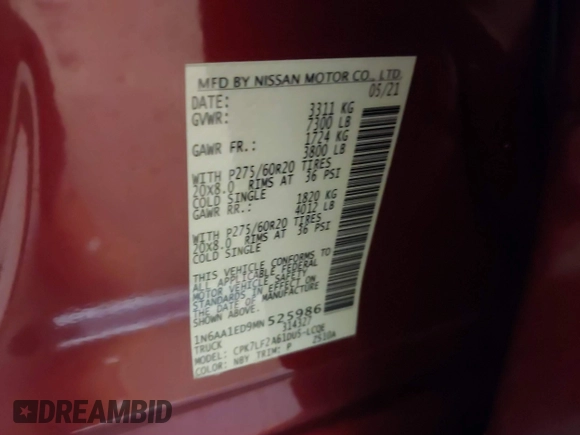 MFD BY NISSAN MOTOR CO., LTD.
DATE: 05/21
GVWR: 3311 KG
7300 LB
GAWR FR.: 1724 KG
3800 LB
WITH P275/60R20 TIRES
20X8.0 RIMS AT 36 PSI
COLD SINGLE
GAWR RR.: 1820 KG
4012 LB
WITH P275/60R20 TIRES
20X8.0 RIMS AT 36 PSI
COLD SINGLE
THIS VEHICLE CONFORMS TO
ALL APPLICABLE FEDERAL
MOTOR VEHICLE SAFETY
STANDARDS IN EFFECT ON
THE DATE OF MANUFACTURE
SHOWN ABOVE.
1N6AA1ED9MN525986
TRUCK 314327
MODEL: CPK7LF2A61DUS-LCQE
COLOR: NBY TRIM: P 2510A
DREAMBID